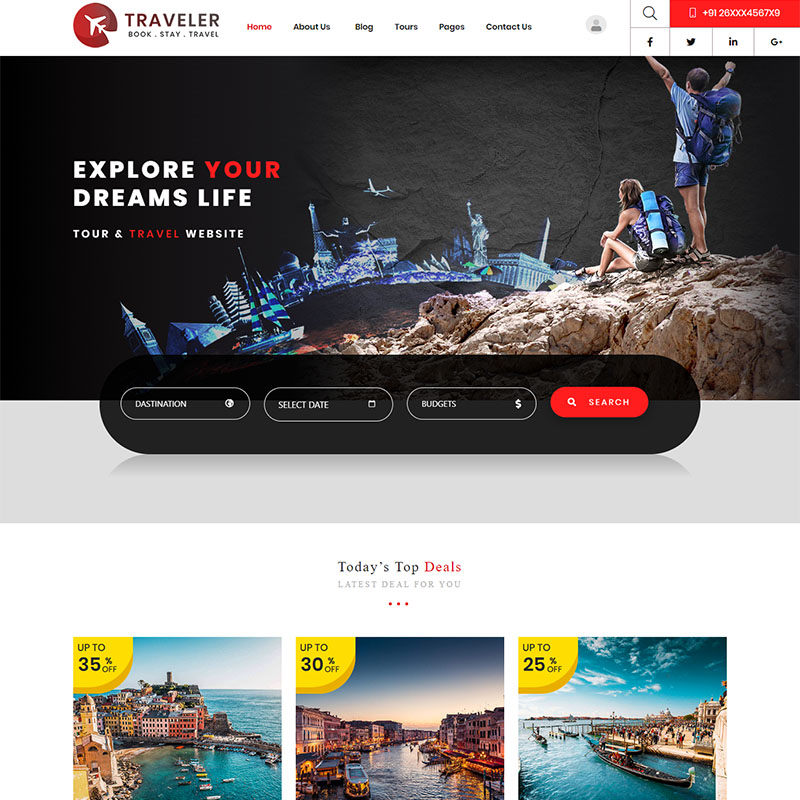 TRAVELER
BOOK . STAY . TRAVEL
Home About Us Blog Tours Pages Contact Us
+91 26XXX4567X9
EXPLORE YOUR
DREAMS LIFE
TOUR & TRAVEL WEBSITE
DASTINATION
SELECT DATE
BUDGETS
SEARCH
Today's Top Deals
LATEST DEAL FOR YOU
UP TO
35 % OFF
UP TO
30 % OFF
UP TO
25 % OFF